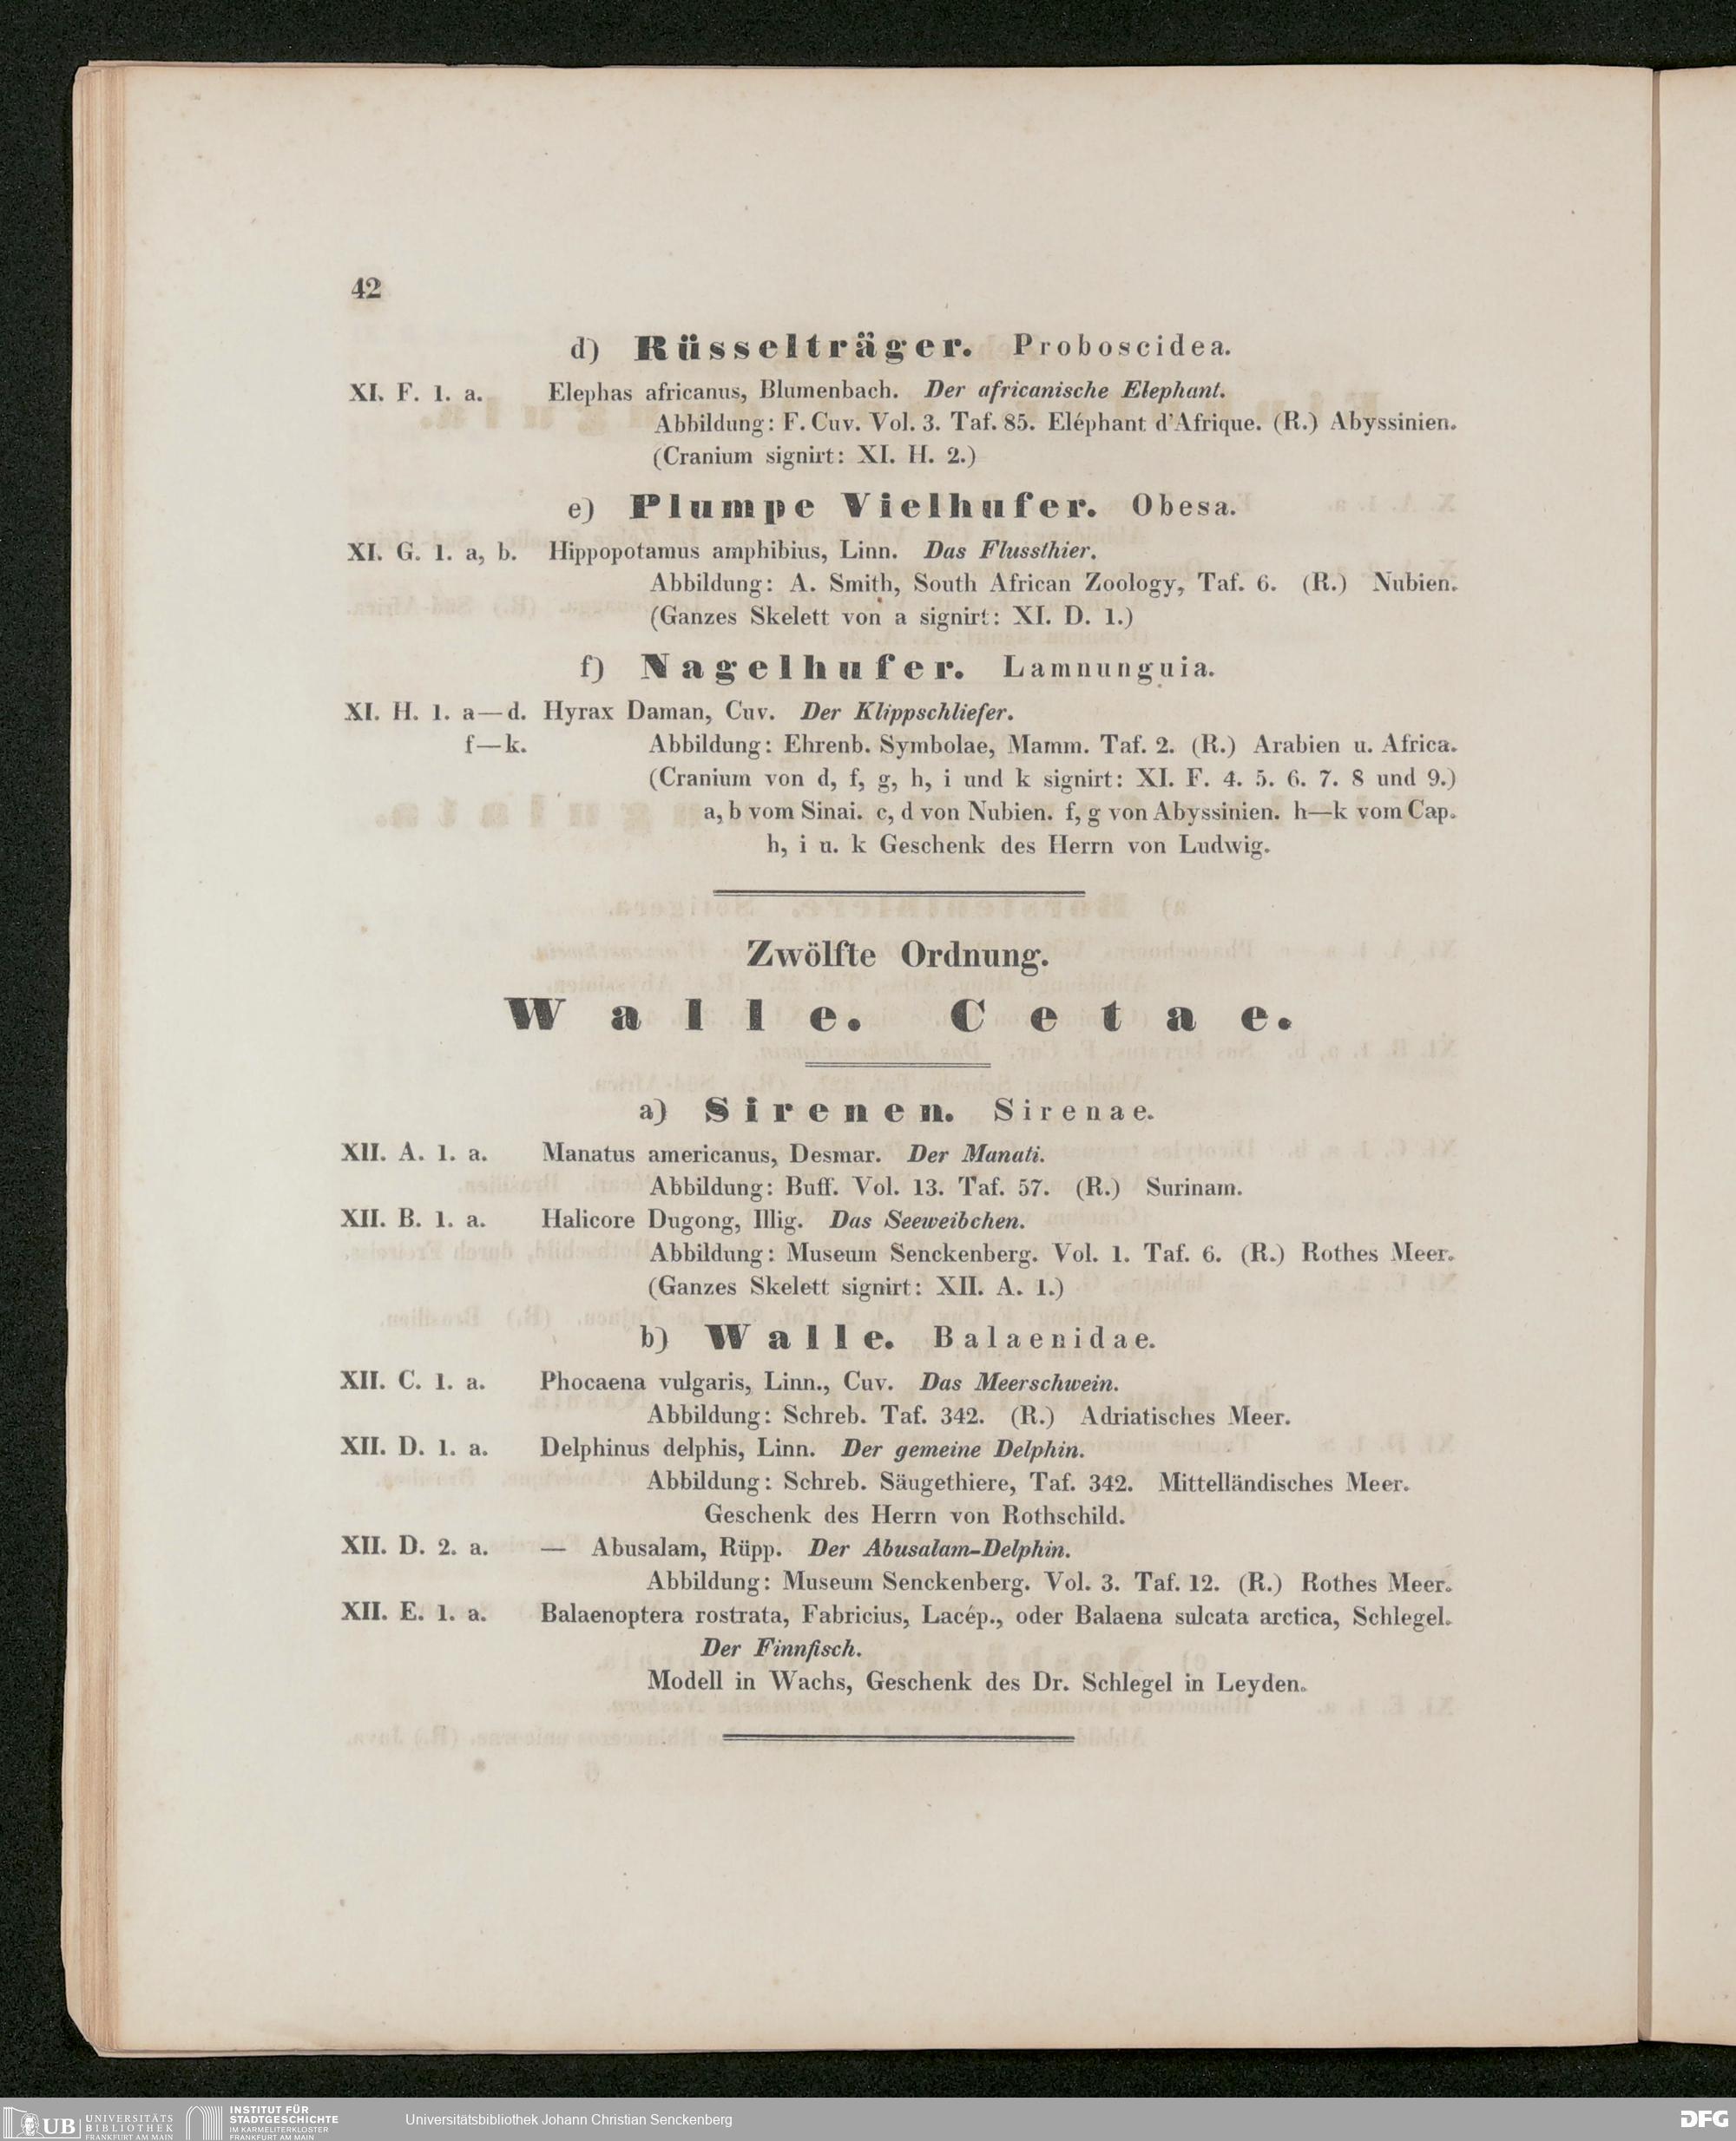 42
d) Rüsselträger. Proboscidea.
XI. F. 1. a. Elephas africanus, Blumenbach. Der africanische Elephant.
Abbildung: F. Cuv. Vol. 3. Taf. 85. Eléphant d'Afrique. (R.) Abyssinien.
(Cranium signirt: XI. H. 2.)
e) Plumpe Vielhufer. Obesa.
XI. G. 1. a, b. Hippopotamus amphibius, Linn. Das Flussthier.
Abbildung: A. Smith, South African Zoology, Taf. 6. (R.) Nubien.
(Ganzes Skelett von a signirt: XI. D. 1.)
f) Nagelhufer. Lamnunguia.
XI. H. 1. a—d. Hyrax Daman, Cuv. Der Klippschliefer.
f—k. Abbildung: Ehrenb. Symbolae, Mamm. Taf. 2. (R.) Arabien u. Africa.
(Cranium von d, f, g, h, i und k signirt: XI. F. 4. 5. 6. 7. 8 und 9.)
a, b vom Sinai. c, d von Nubien. f, g von Abyssinien. h—k vom Cap.
h, i u. k Geschenk des Herrn von Ludwig.
Zwölfte Ordnung.
Walle. Cetae.
a) Sirenen. Sirenae.
XII. A. 1. a. Manatus americanus, Desmar. Der Manati.
Abbildung: Buff. Vol. 13. Taf. 57. (R.) Surinam.
XII. B. 1. a. Halicore Dugong, Illig. Das Seeweibchen.
Abbildung: Museum Senckenberg. Vol. 1. Taf. 6. (R.) Rothes Meer.
(Ganzes Skelett signirt: XII. A. 1.)
b) Walle. Balaenidae.
XII. C. 1. a. Phocaena vulgaris, Linn., Cuv. Das Meerschwein.
Abbildung: Schreb. Taf. 342. (R.) Adriatisches Meer.
XII. D. 1. a. Delphinus delphis, Linn. Der gemeine Delphin.
Abbildung: Schreb. Säugethiere, Taf. 342. Mittelländisches Meer.
Geschenk des Herrn von Rothschild.
XII. D. 2. a. — Abusalam, Rüpp. Der Abusalam-Delphin.
Abbildung: Museum Senckenberg. Vol. 3. Taf. 12. (R.) Rothes Meer.
XII. E. 1. a. Balaenoptera rostrata, Fabricius, Lacép., oder Balaena sulcata arctica, Schlegel.
Der Finnfisch.
Modell in Wachs, Geschenk des Dr. Schlegel in Leyden.
UB UNIVERSITÄTS
BIBLIOTHEK
FRANKFURT AM MAIN
INSTITUT FÜR
STADTGESCHICHTE
IM KARMELITERKLOSTER
FRANKFURT AM MAIN
Universitätsbibliothek Johann Christian Senckenberg
DFG